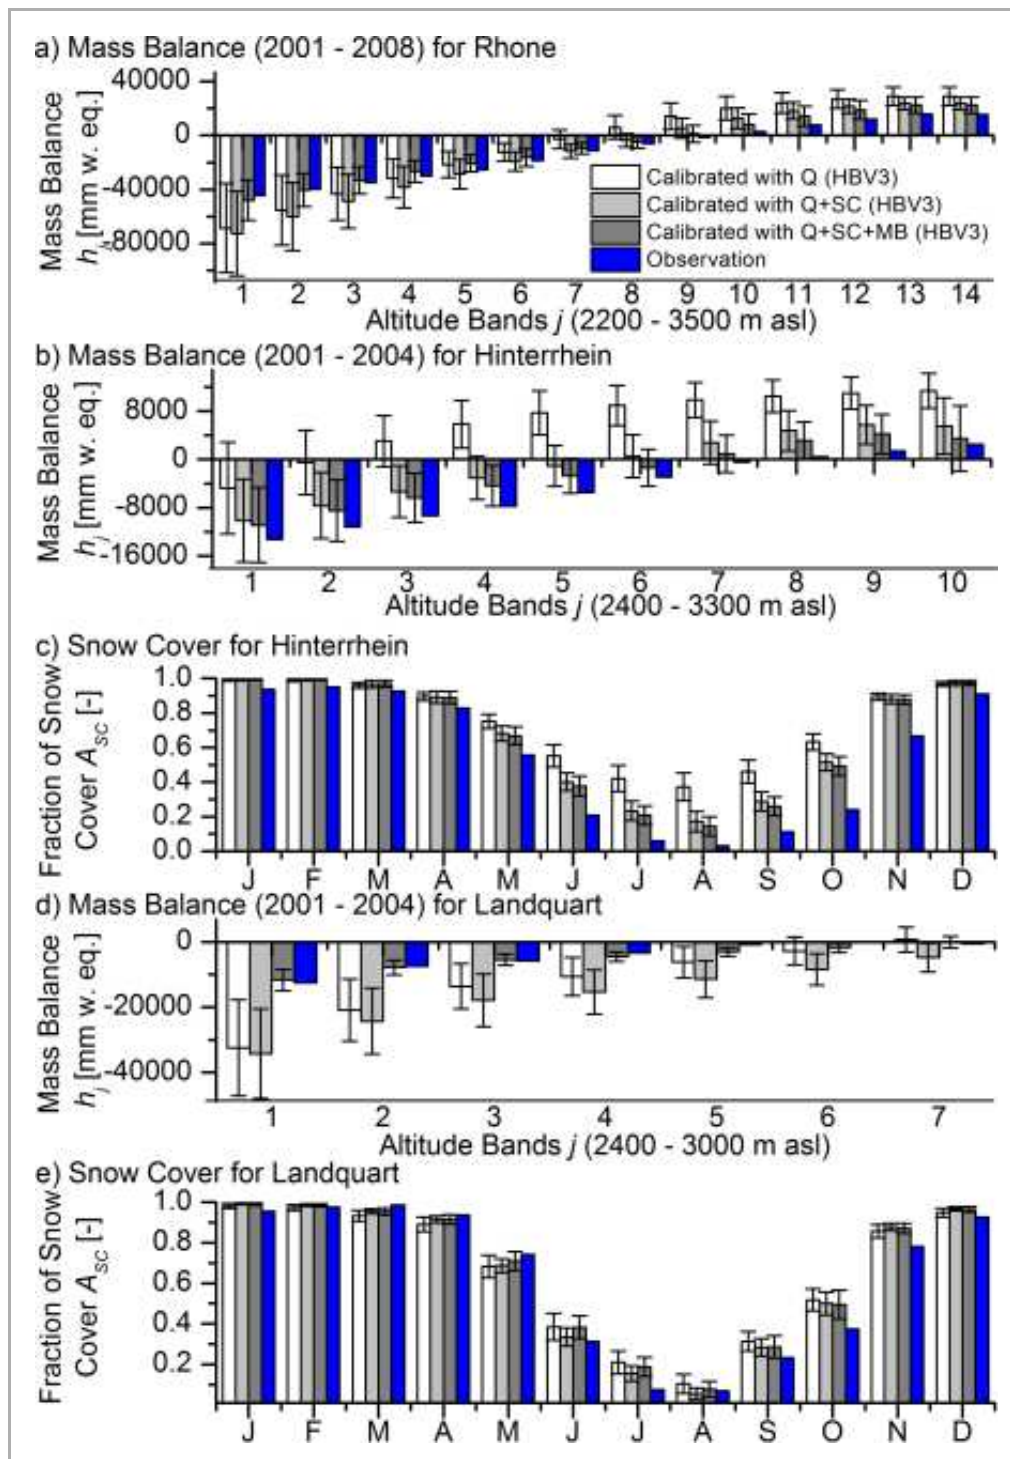 a) Mass Balance (2001 - 2008) for Rhone
Mass Balance
hj [mm w. eq.]
40000
0
-40000
-80000
Calibrated with Q (HBV3)
Calibrated with Q+SC (HBV3)
Calibrated with Q+SC+MB (HBV3)
Observation
1 2 3 4 5 6 7 8 9 10 11 12 13 14
Altitude Bands j (2200 - 3500 m asl)
b) Mass Balance (2001 - 2004) for Hinterrhein
Mass Balance
hj [mm w. eq.]
8000
0
-8000
-16000
1 2 3 4 5 6 7 8 9 10
Altitude Bands j (2400 - 3300 m asl)
c) Snow Cover for Hinterrhein
Fraction of Snow-
Cover ASC [-]
1.0
0.8
0.6
0.4
0.2
0.0
J F M A M J J A S O N D
d) Mass Balance (2001 - 2004) for Landquart
Mass Balance
hj [mm w. eq.]
0
-20000
-40000
1 2 3 4 5 6 7
Altitude Bands j (2400 - 3000 m asl)
e) Snow Cover for Landquart
Fraction of Snow-
Cover ASC [-]
1.0
0.8
0.6
0.4
0.2
J F M A M J J A S O N D